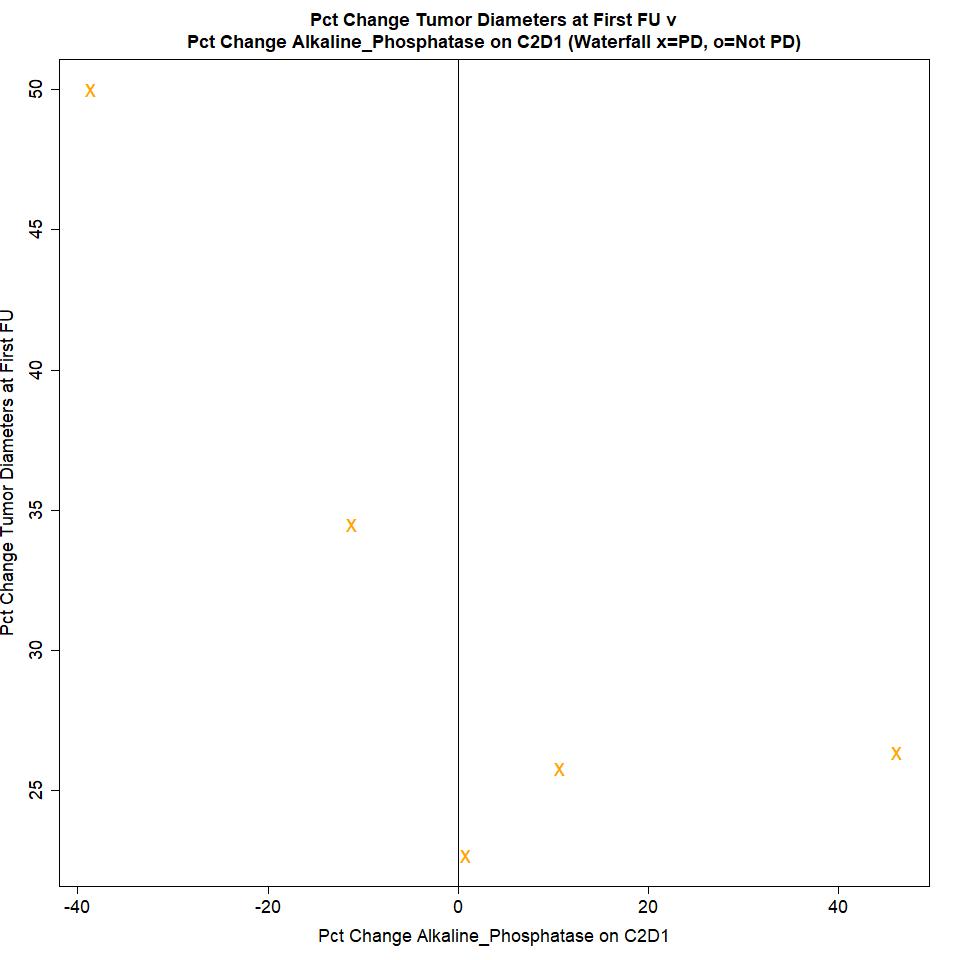 Pct Change Tumor Diameters at First FU v
Pct Change Alkaline_Phosphatase on C2D1 (Waterfall x=PD, o=Not PD)
Pct Change Tumor Diameters at First FU
50
45
40
35
30
25
X
X
X
X
X
-40
-20
0
20
40
Pct Change Alkaline_Phosphatase on C2D1